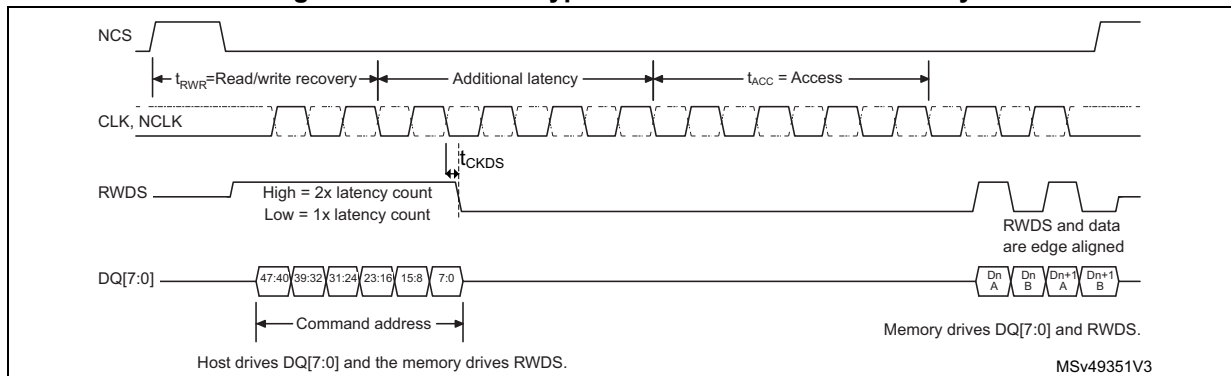 NCS
tRWR=Read/write recovery
Additional latency
tACC = Access
CLK, NCLK
tCKDS
RWDS
High = 2x latency count
Low = 1x latency count
RWDS and data
are edge aligned
DQ[7:0]
47:40 39:32 31:24 23:16 15:8 7:0
Dn Dn Dn+1 Dn+1
A B A B
Command address
Memory drives DQ[7:0] and RWDS.
Host drives DQ[7:0] and the memory drives RWDS.
MSv49351V3